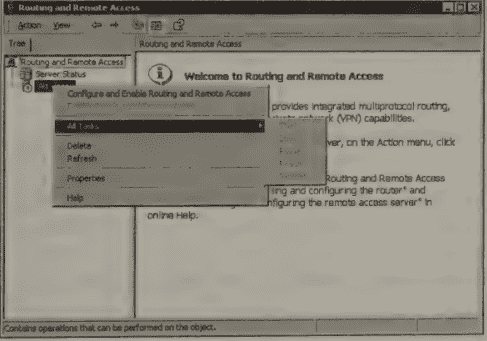 Routing and Remote Access
Action View
Tree
Routing and Remote Access
Routing and Remote Access
Server Status
Welcome to Routing and Remote Access
Configure and Enable Routing and Remote Access
provides integrated multiprotocol routing,
network (VPN) capabilities.
All Tasks
ver, on the Action menu, click
Delete
Refresh
Routing and Remote Access
Properties
ling and configuring the router" and
nfiguring the remote access server" in
Help
online Help.
Contains operations that can be performed on the object.